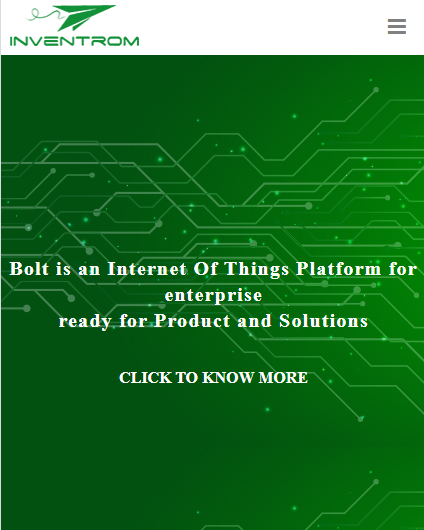 INVENTROM
Bolt is an Internet Of Things Platform for
enterprise
ready for Product and Solutions
CLICK TO KNOW MORE